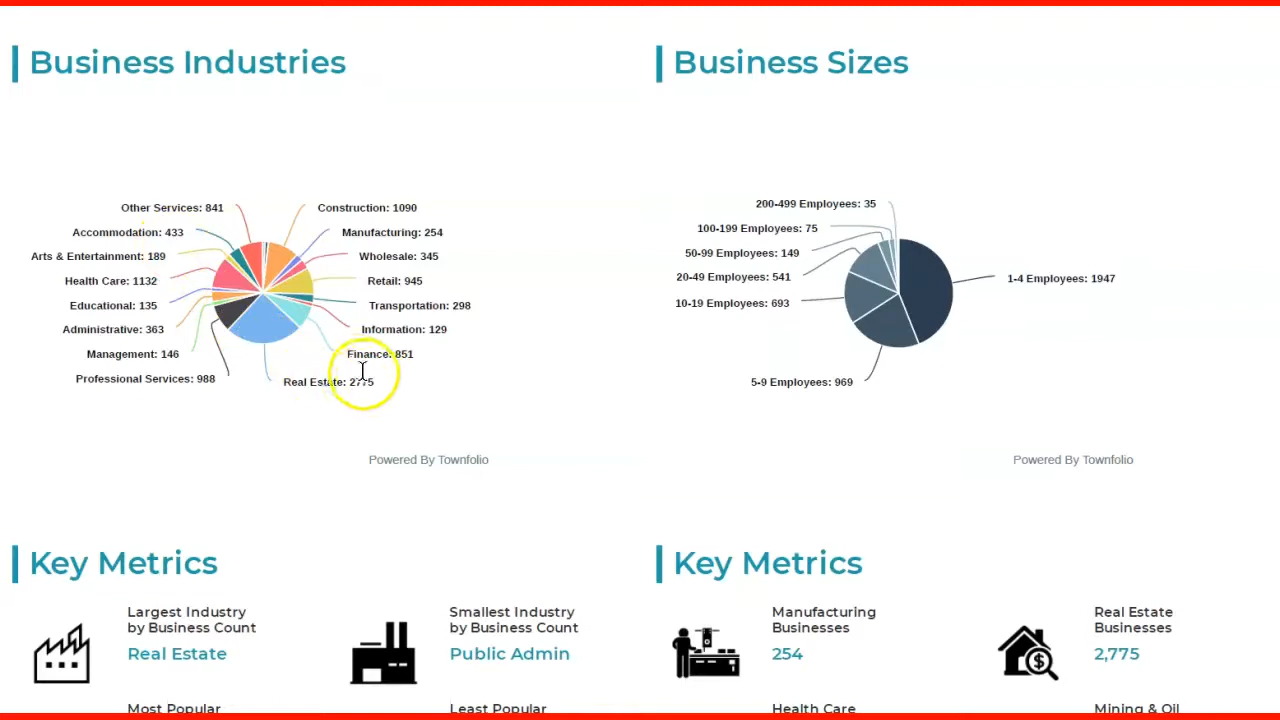 Business Industries
Other Services: 841
Construction: 1090
Accommodation: 433
Manufacturing: 254
Arts & Entertainment: 189
Wholesale: 345
Health Care: 1132
Retail: 945
Educational: 135
Transportation: 298
Administrative: 363
Information: 129
Management: 146
Finance: 851
Professional Services: 988
Real Estate: 2775
Powered By Townfolio
Business Sizes
200-499 Employees: 35
100-199 Employees: 75
50-99 Employees: 149
20-49 Employees: 541
1-4 Employees: 1947
10-19 Employees: 693
5-9 Employees: 969
Powered By Townfolio
Key Metrics
Largest Industry
by Business Count
Real Estate
Smallest Industry
by Business Count
Public Admin
Most Popular
Least Popular
Key Metrics
Manufacturing
Businesses
254
Real Estate
Businesses
2,775
Health Care
Mining & Oil